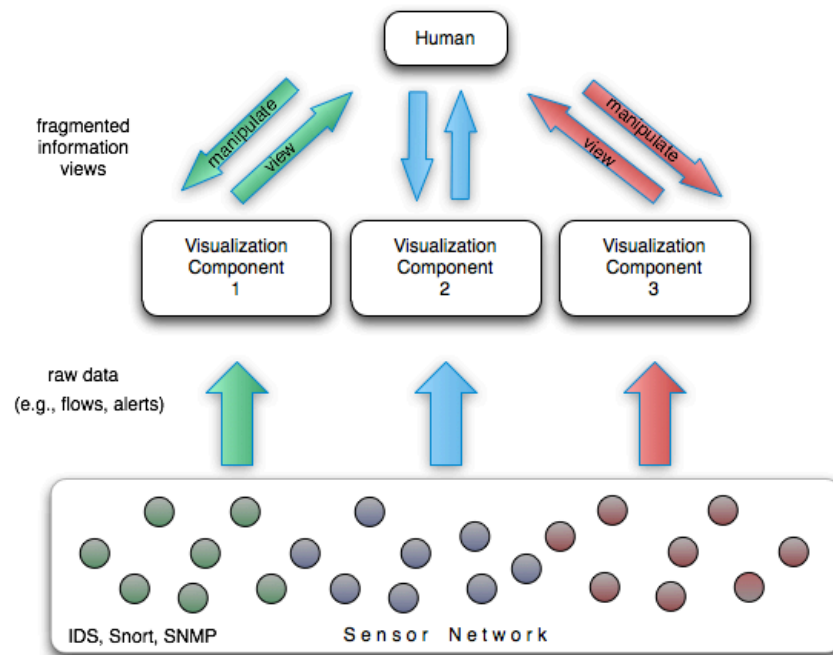 Human
manipulate
view
view
manipulate
fragmented
information
views
Visualization
Component
1
Visualization
Component
2
Visualization
Component
3
raw data
(e.g., flows, alerts)
IDS, Snort, SNMP
Sensor Network